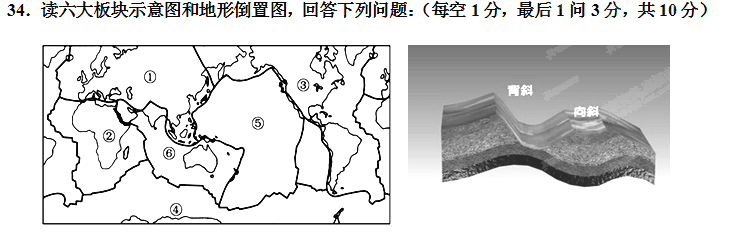 34. 读六大板块示意图和地形倒置图，回答下列问题：（每空 1 分，最后 1 问 3 分，共 10 分）
①
③
背斜
向斜
②
⑤
⑥
④